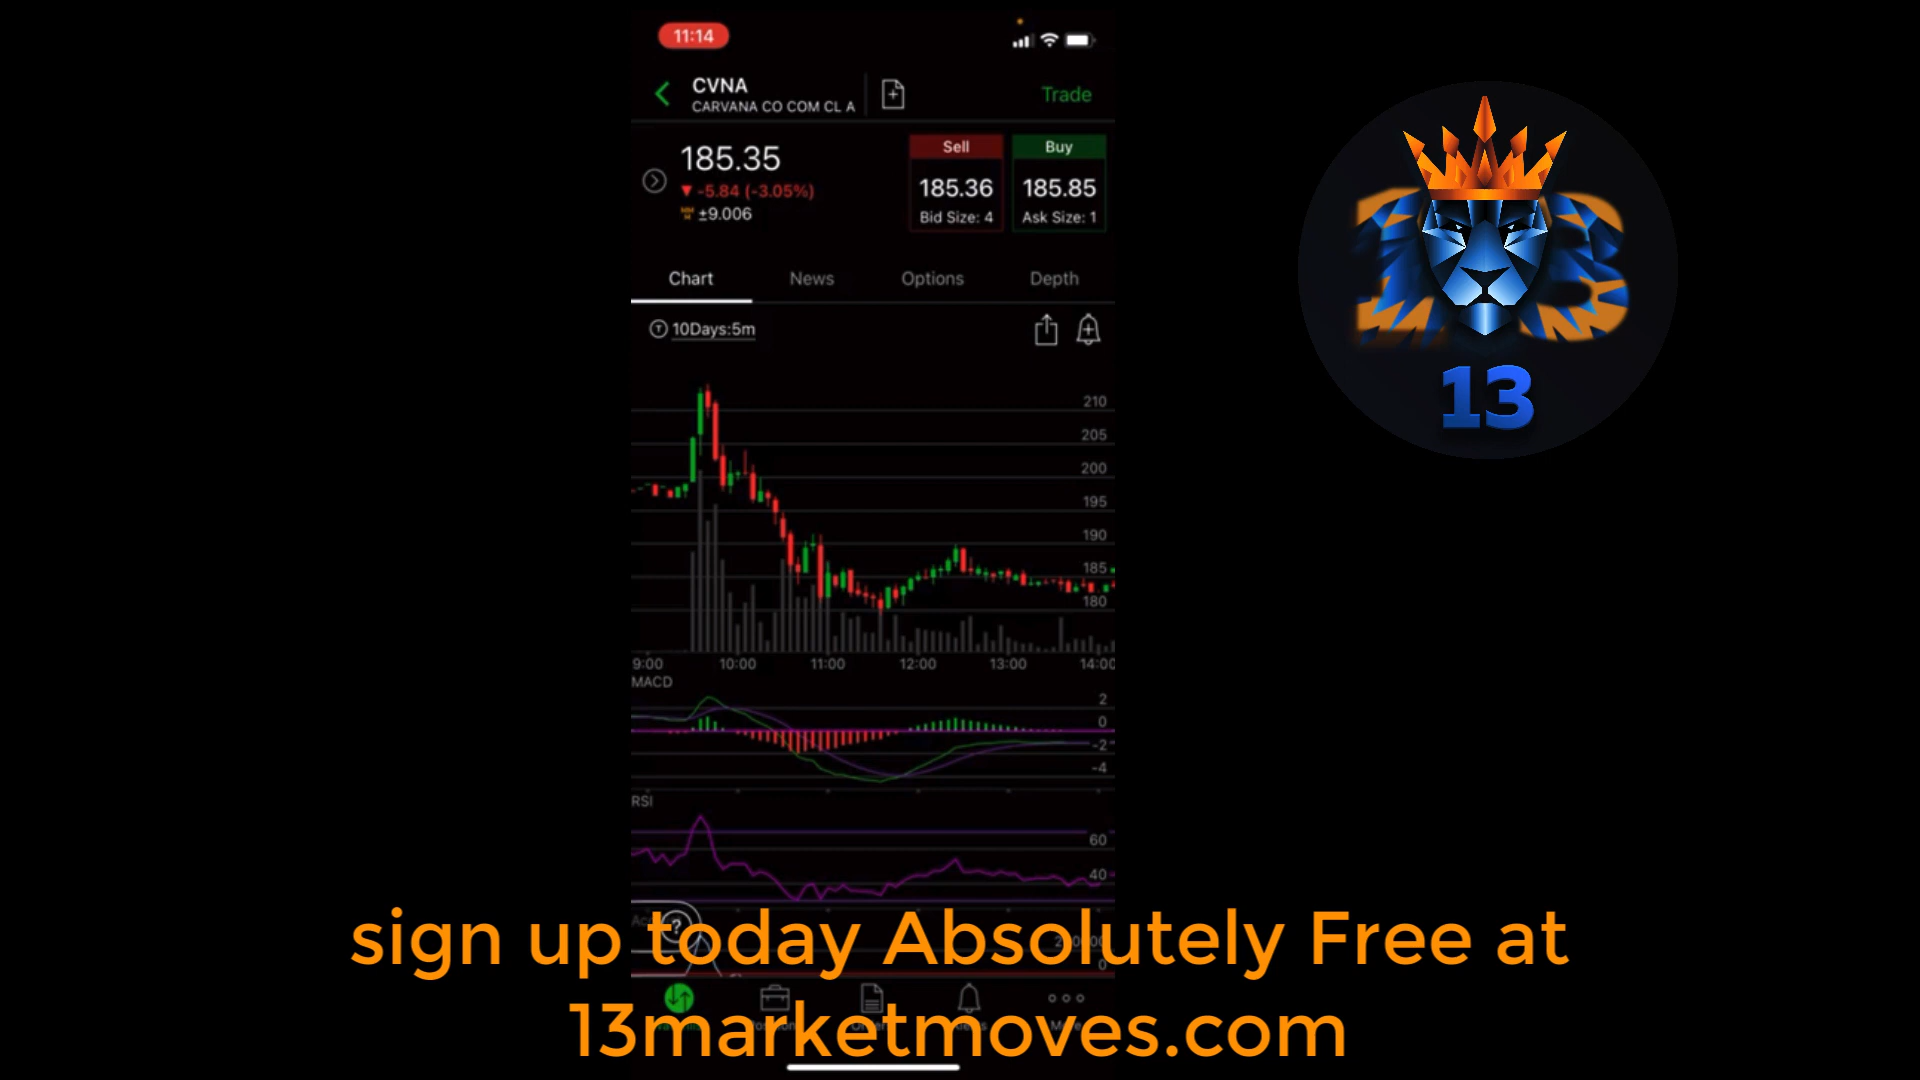 11:14
CVNA
CARVANA CO COM CL A
Trade
185.35
-5.84 (-3.05%)
±9.006
Sell
185.36
Bid Size: 4
Buy
185.85
Ask Size: 1
Chart
News
Options
Depth
10Days:5m
210
205
200
195
190
185
180
9:00
10:00
11:00
12:00
13:00
14:00
MACD
2
0
-2
-4
RSI
60
40
0
13
sign up today Absolutely Free at
13marketmoves.com